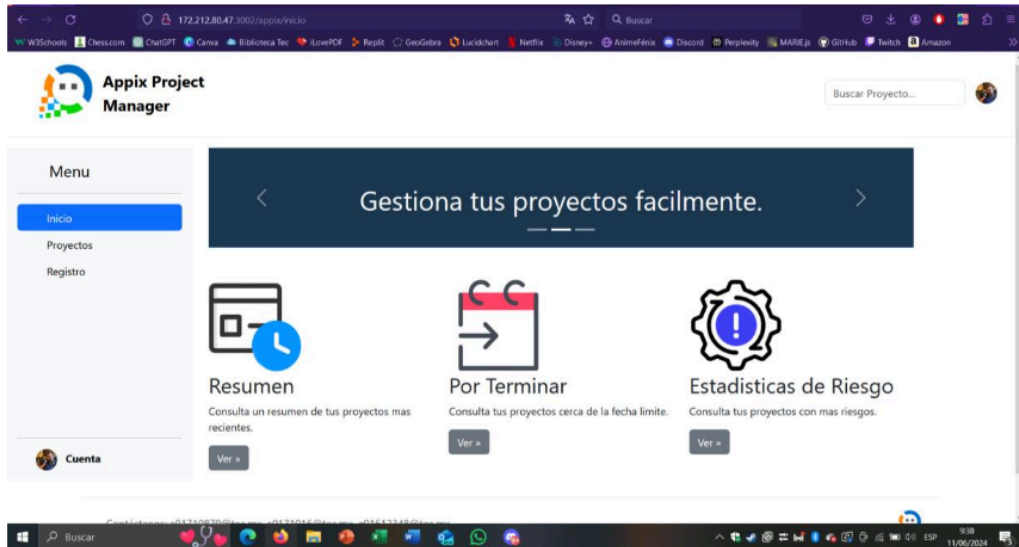 172.212.80.47:3002/appix/inicio
Buscar
W3Schools Chess.com ChatGPT Canva Biblioteca Tec iLovePDF Replit GeoGebra Lucidchart Netflix Disney+ AnimeFénix Discord Perplexity MARIE.js GitHub Twitch Amazon
Appix Project
Manager
Buscar Proyecto...
Menu
Inicio
Proyectos
Registro
Cuenta
Gestiona tus proyectos facilmente.
Resumen
Consulta un resumen de tus proyectos mas
recientes.
Ver »
Por Terminar
Consulta tus proyectos cerca de la fecha limite.
Ver »
Estadisticas de Riesgo
Consulta tus proyectos con mas riesgos.
Ver »
Buscar
ESP
9:38
11/06/2024